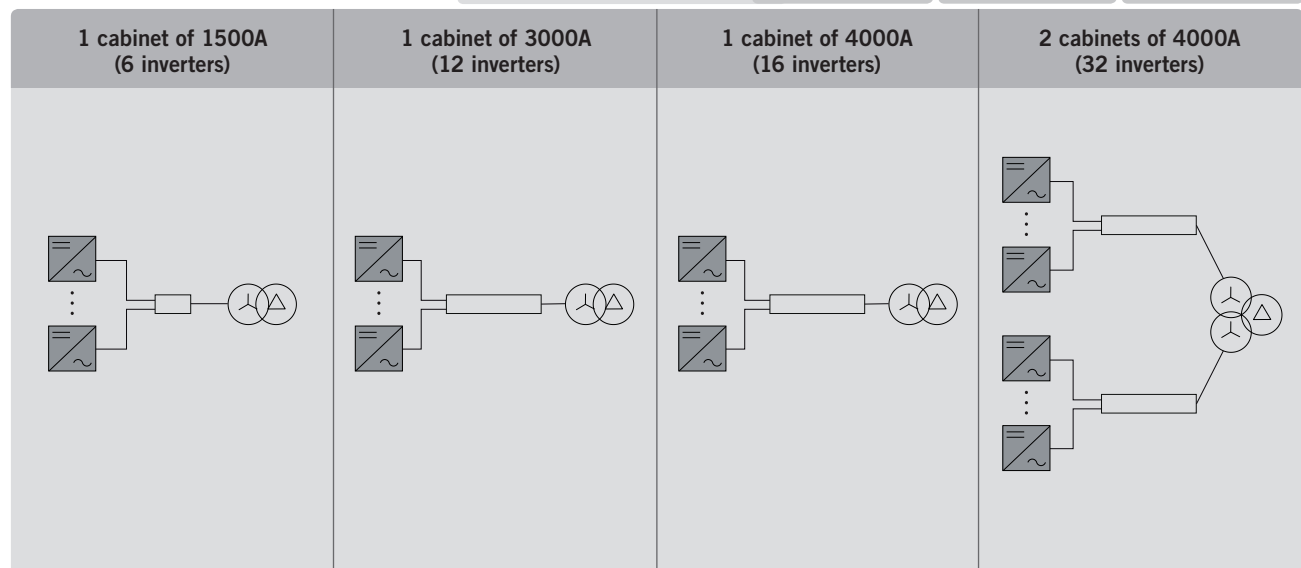 1 cabinet of 1500A
(6 inverters)
1 cabinet of 3000A
(12 inverters)
1 cabinet of 4000A
(16 inverters)
2 cabinets of 4000A
(32 inverters)